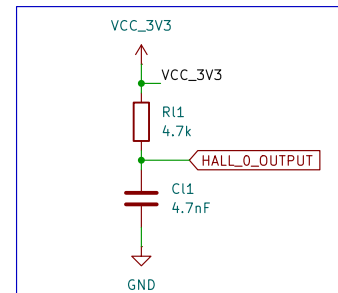 VCC_3V3
VCC_3V3
Rl1
4.7k
HALL_0_OUTPUT
Cl1
4.7nF
GND